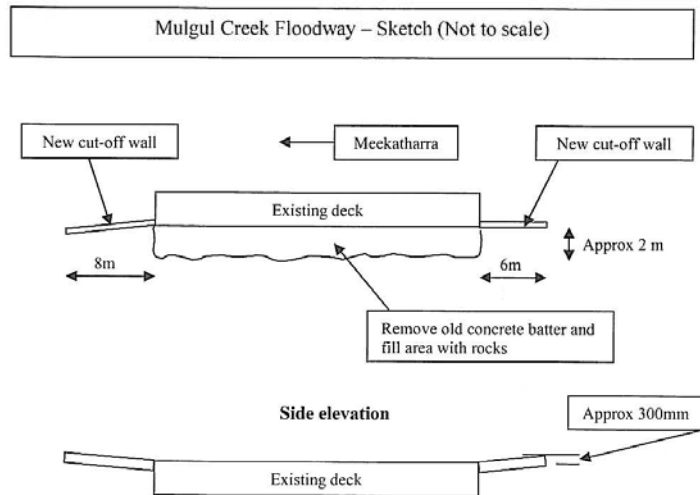 Mulgul Creek Floodway – Sketch (Not to scale)
New cut-off wall
Meekatharra
New cut-off wall
Existing deck
Approx 2 m
8m
6m
Remove old concrete batter and
fill area with rocks
Side elevation
Approx 300mm
Existing deck